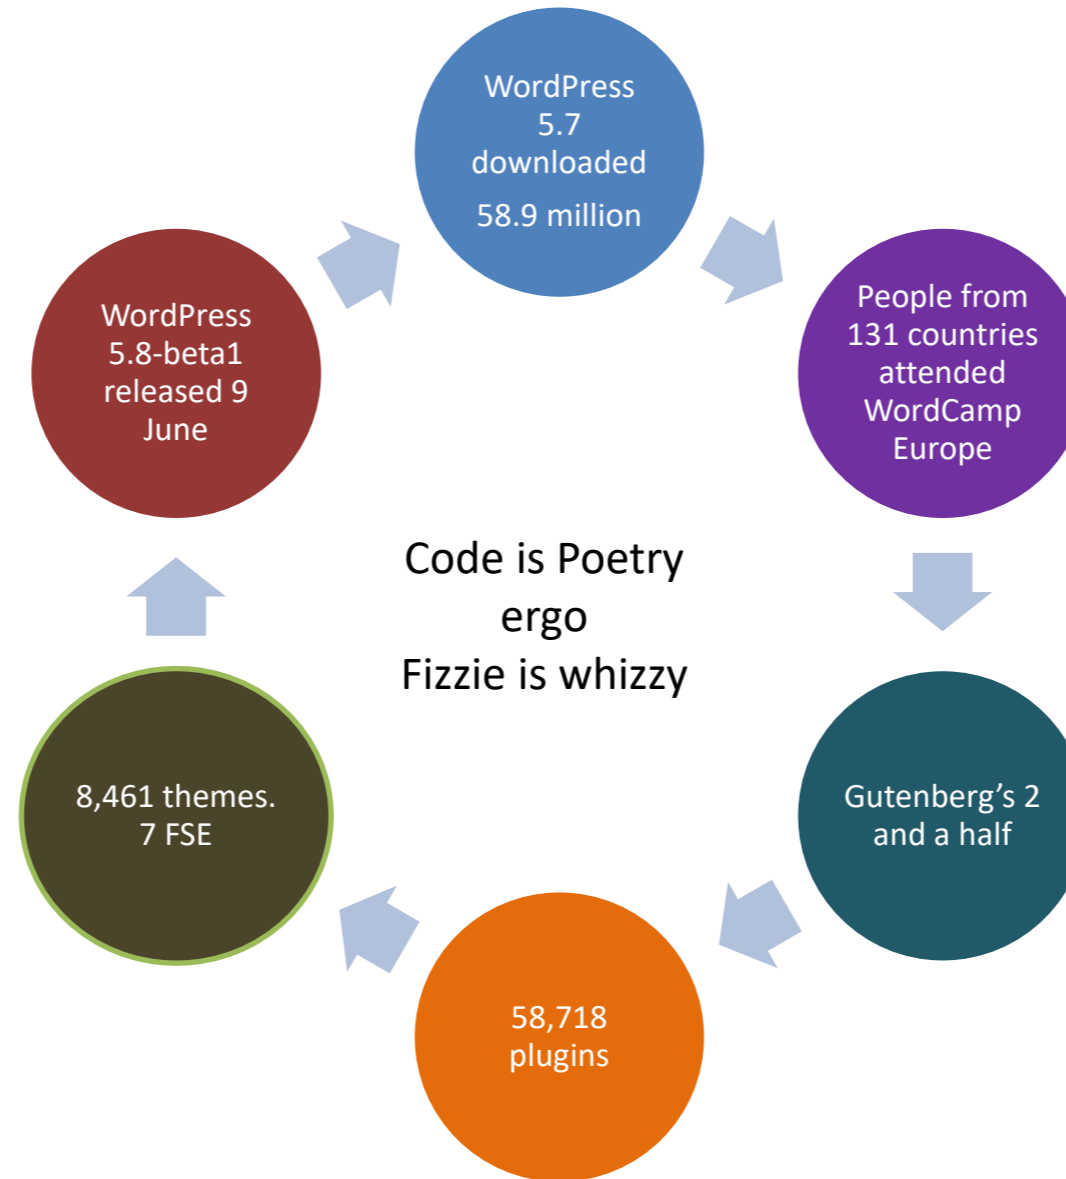 WordPress
5.7
downloaded
58.9 million
People from
131 countries
attended
WordCamp
Europe
Gutenberg’s 2
and a half
58,718
plugins
8,461 themes.
7 FSE
WordPress
5.8-beta1
released 9
June
Code is Poetry
ergo
Fizzie is whizzy